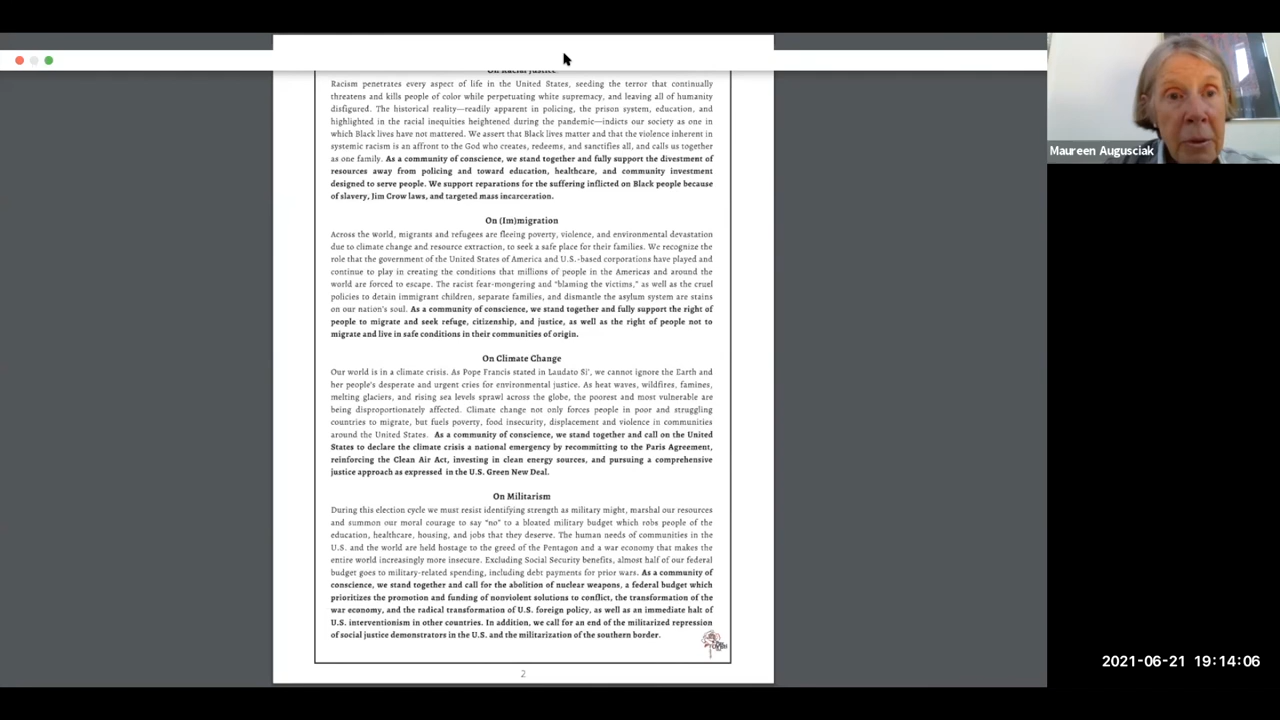 On Racial Justice
Racism penetrates every aspect of life in the United States, seeding the terror that continually
threatens and kills people of color while perpetuating white supremacy, and leaving all of humanity
disfigured. The historical reality—readily apparent in policing, the prison system, education, and
highlighted in the racial inequities heightened during the pandemic—indicts our society as one in
which Black lives have not mattered. We assert that Black lives matter and that the violence inherent in
systemic racism is an affront to the God who creates, redeems, and sanctifies all, and calls us together
as one family. As a community of conscience, we stand together and fully support the divestment of
resources away from policing and toward education, healthcare, and community investment
designed to serve people. We support reparations for the suffering inflicted on Black people because
of slavery, Jim Crow laws, and targeted mass incarceration.
On (Im)migration
Across the world, migrants and refugees are fleeing poverty, violence, and environmental devastation
due to climate change and resource extraction, to seek a safe place for their families. We recognize the
role that the government of the United States of America and U.S.-based corporations have played and
continue to play in creating the conditions that millions of people in the Americas and around the
world are forced to escape. The racist fear-mongering and "blaming the victims," as well as the cruel
policies to detain immigrant children, separate families, and dismantle the asylum system are stains
on our nation's soul. As a community of conscience, we stand together and fully support the right of
people to migrate and seek refuge, citizenship, and justice, as well as the right of people not to
migrate and live in safe conditions in their communities of origin.
On Climate Change
Our world is in a climate crisis. As Pope Francis stated in Laudato Si', we cannot ignore the Earth and
her people's desperate and urgent cries for environmental justice. As heat waves, wildfires, famines,
melting glaciers, and rising sea levels sprawl across the globe, the poorest and most vulnerable are
being disproportionately affected. Climate change not only forces people in poor and struggling
countries to migrate, but fuels poverty, food insecurity, displacement and violence in communities
around the United States. As a community of conscience, we stand together and call on the United
States to declare the climate crisis a national emergency by recommitting to the Paris Agreement,
reinforcing the Clean Air Act, investing in clean energy sources, and pursuing a comprehensive
justice approach as expressed in the U.S. Green New Deal.
On Militarism
During this election cycle we must resist identifying strength as military might, marshal our resources
and summon our moral courage to say "no" to a bloated military budget which robs people of the
education, healthcare, housing, and jobs that they deserve. The human needs of communities in the
U.S. and the world are held hostage to the greed of the Pentagon and a war economy that makes the
entire world increasingly more insecure. Excluding Social Security benefits, almost half of our federal
budget goes to military-related spending, including debt payments for prior wars. As a community of
conscience, we stand together and call for the abolition of nuclear weapons, a federal budget which
prioritizes the promotion and funding of nonviolent solutions to conflict, the transformation of the
war economy, and the radical transformation of U.S. foreign policy, as well as an immediate halt of
U.S. interventionism in other countries. In addition, we call for an end of the militarized repression
of social justice demonstrators in the U.S. and the militarization of the southern border.
2
Maureen Augusciak
2021-06-21 19:14:06